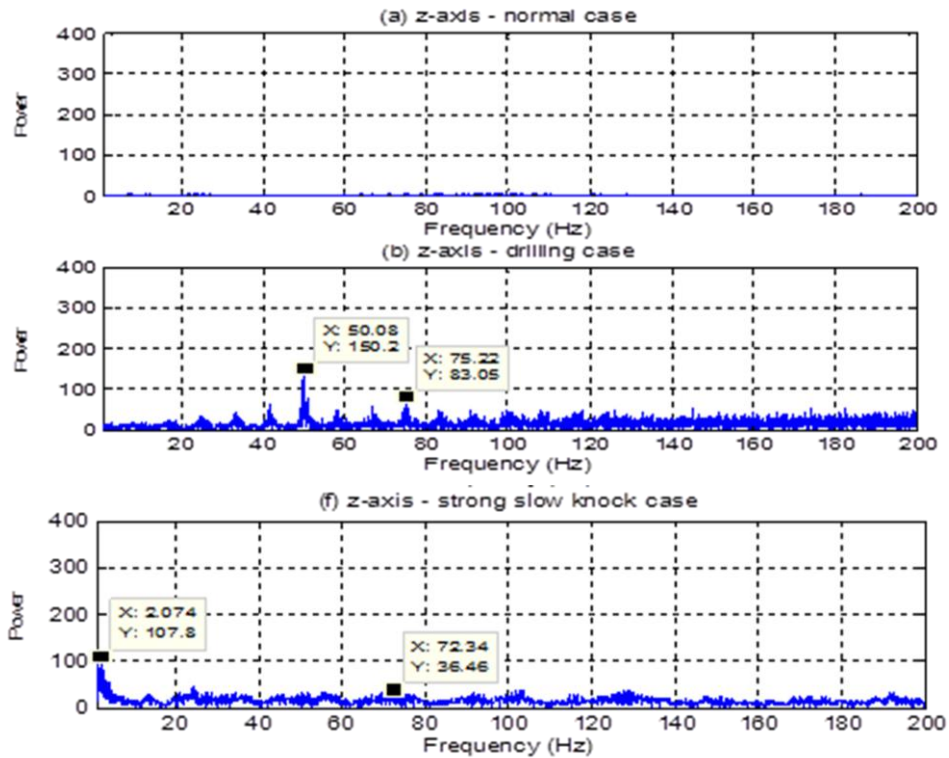 (a) z-axis - normal case
400
300
200
100
0
Power
20 40 60 80 100 120 140 160 180 200
Frequency (Hz)
(b) z-axis - drilling case
400
300
200
100
0
Power
X: 50.08
Y: 150.2
X: 75.22
Y: 83.05
20 40 60 80 100 120 140 160 180 200
Frequency (Hz)
(f) z-axis - strong slow knock case
400
300
200
100
0
Power
X: 2.074
Y: 107.8
X: 72.34
Y: 36.46
20 40 60 80 100 120 140 160 180 200
Frequency (Hz)